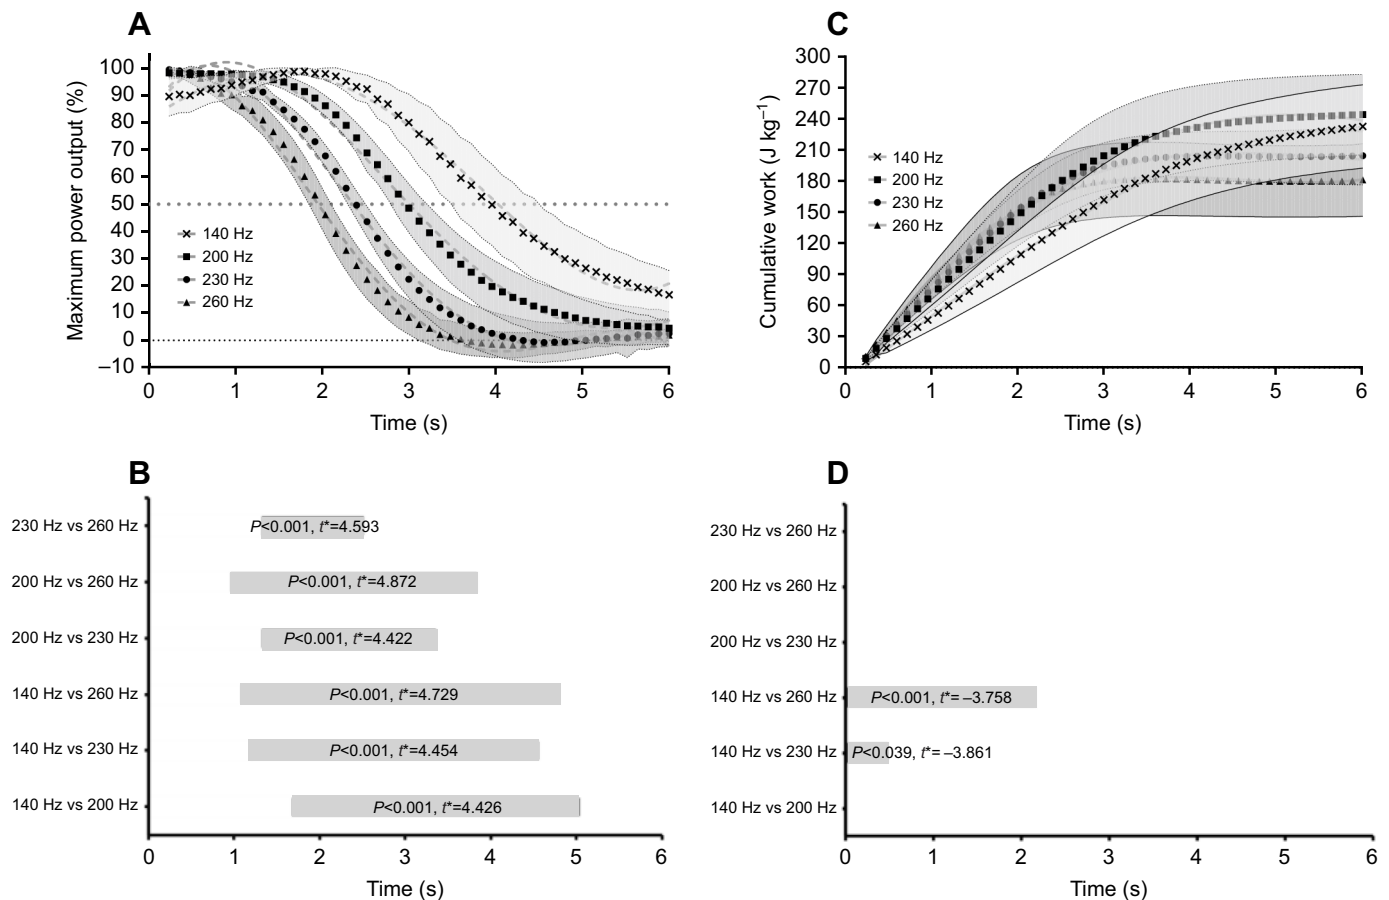 A
Maximum power output (%)
100
90
80
70
60
50
40
30
20
10
0
–10
140 Hz
200 Hz
230 Hz
260 Hz
0 1 2 3 4 5 6
Time (s)
C
Cumulative work (J kg–1)
300
270
240
210
180
150
120
90
60
30
0
140 Hz
200 Hz
230 Hz
260 Hz
0 1 2 3 4 5 6
Time (s)
B
230 Hz vs 260 Hz P<0.001, t*=4.593
200 Hz vs 260 Hz P<0.001, t*=4.872
200 Hz vs 230 Hz P<0.001, t*=4.422
140 Hz vs 260 Hz P<0.001, t*=4.729
140 Hz vs 230 Hz P<0.001, t*=4.454
140 Hz vs 200 Hz P<0.001, t*=4.426
0 1 2 3 4 5 6
Time (s)
D
230 Hz vs 260 Hz
200 Hz vs 260 Hz
200 Hz vs 230 Hz
140 Hz vs 260 Hz P<0.001, t*= –3.758
140 Hz vs 230 Hz P<0.039, t*= –3.861
140 Hz vs 200 Hz
0 1 2 3 4 5 6
Time (s)